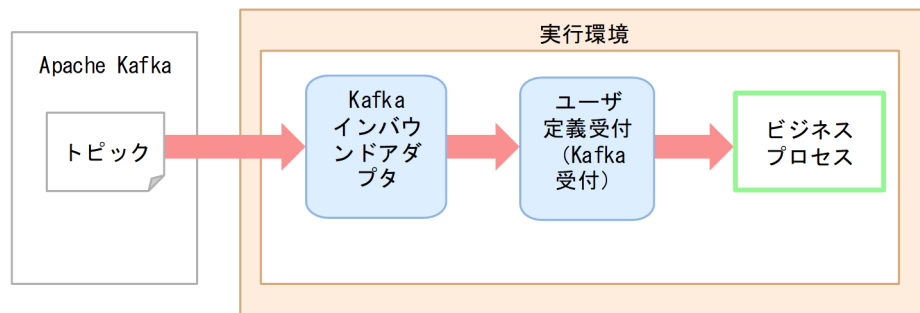 実行環境
Apache Kafka
トピック
Kafka
インバウ
ンドアダ
プタ
ユーザ
定義受付
(Kafka
受付)
ビジネス
プロセス